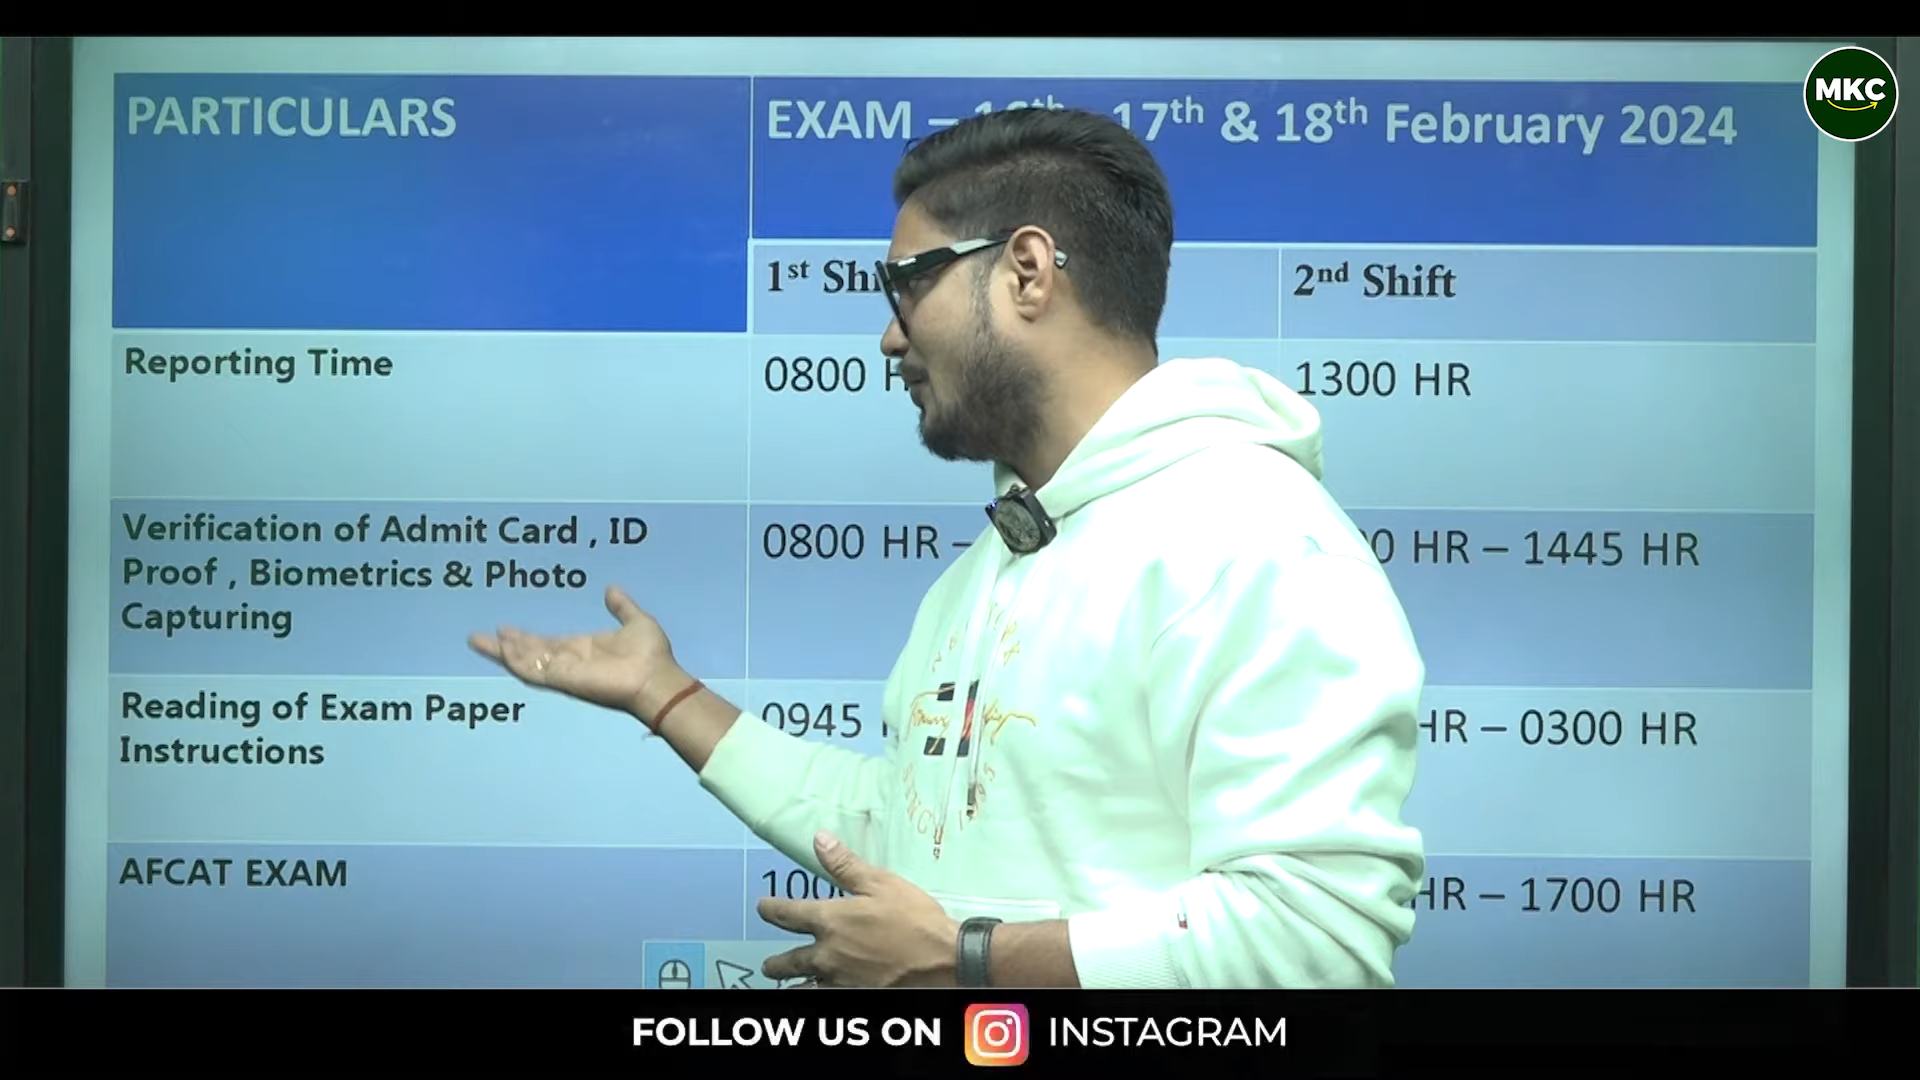 MKC
PARTICULARS
EXAM – 16th 17th & 18th February 2024
1st
2nd Shift
Reporting Time
0800
1300 HR
Verification of Admit Card , ID
Proof , Biometrics & Photo
Capturing
0800 HR –
HR – 1445 HR
Reading of Exam Paper
Instructions
0945
HR – 0300 HR
AFCAT EXAM
HR – 1700 HR
FOLLOW US ON INSTAGRAM